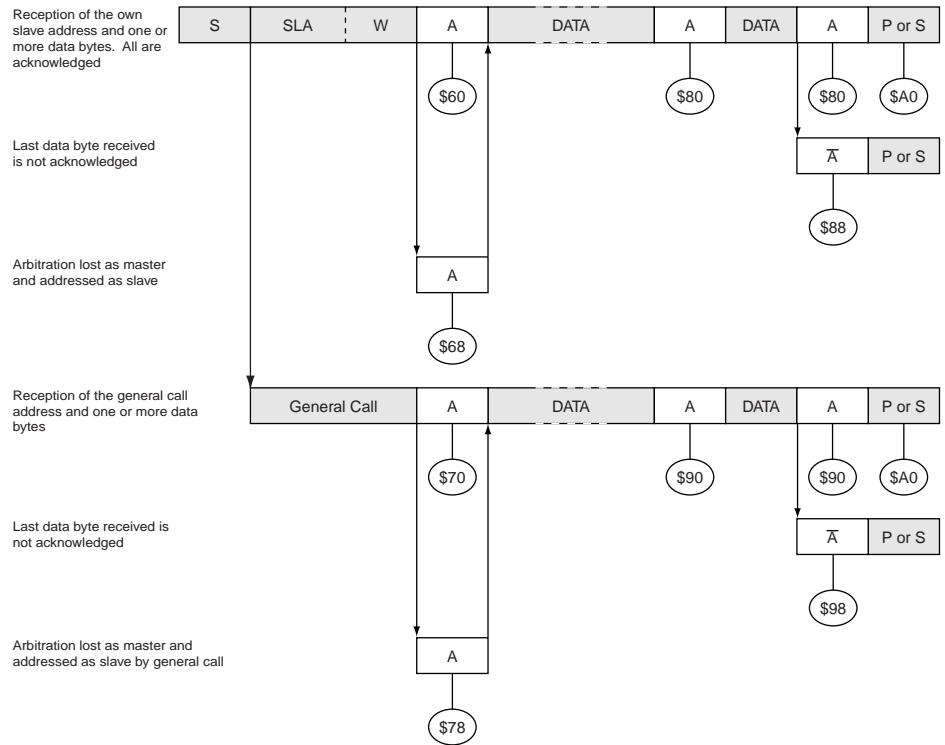 Reception of the own
slave address and one or
more data bytes. All are
acknowledged
S SLA W A DATA A DATA A P or S
$60 $80 $80 $A0
Last data byte received
is not acknowledged
A̅ P or S
$88
Arbitration lost as master
and addressed as slave
A
$68
Reception of the general call
address and one or more data
bytes
General Call A DATA A DATA A P or S
$70 $90 $90 $A0
Last data byte received is
not acknowledged
A̅ P or S
$98
Arbitration lost as master and
addressed as slave by general call
A
$78